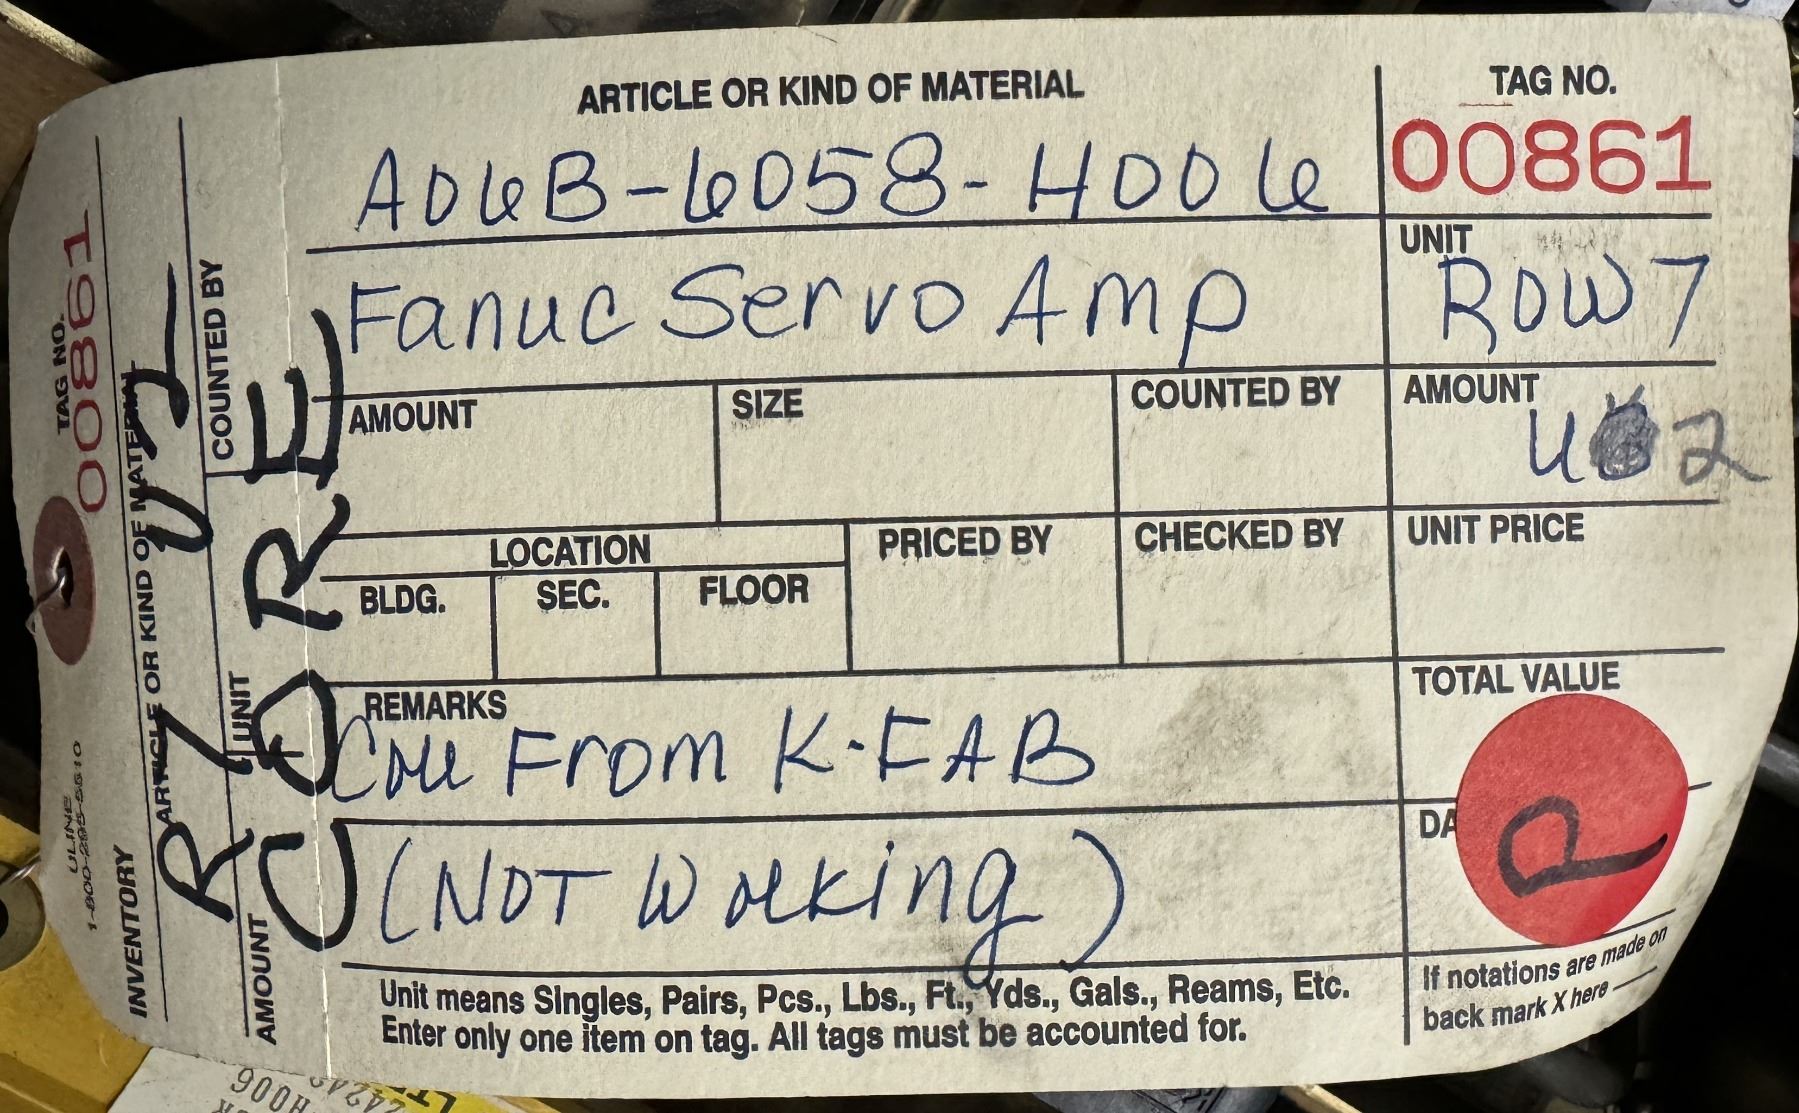 ARTICLE OR KIND OF MATERIAL
TAG NO.
00861
A06B-6058-H006
UNIT
Fanuc Servo Amp
ROW 7
AMOUNT
SIZE
COUNTED BY
AMOUNT
U 2
LOCATION
PRICED BY
CHECKED BY
UNIT PRICE
BLDG.
SEC.
FLOOR
REMARKS
TOTAL VALUE
From K-FAB
DA
P
(NOT Working)
Unit means Singles, Pairs, Pcs., Lbs., Ft., Yds., Gals., Reams, Etc.
Enter only one item on tag. All tags must be accounted for.
If notations are made on
back mark X here
TAG NO.
00861
ULINE
INVENTORY
ARTICLE OR KIND OF MATERIAL
R7
COUNTED BY
UNIT
AMOUNT
CORE
H006